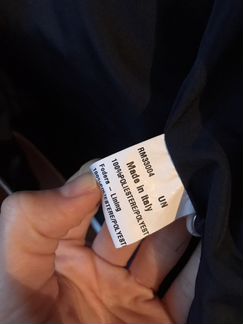 RM33004
UN
Made in Italy
100%POLIESTERE/POLYEST
Fodera - Lining
100%POLIESTERE/POLYEST